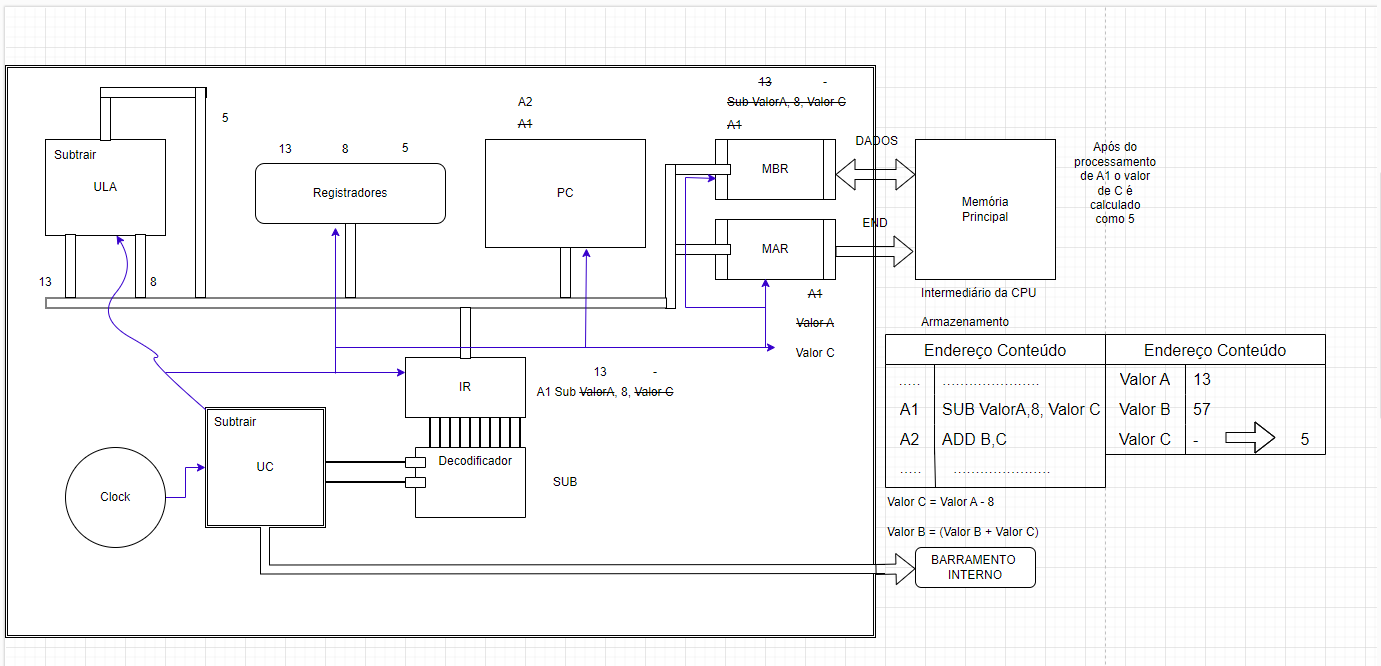 13 -
Sub ValorA, 8, Valor C
A1
A2
A1
5
Subtrair
ULA
13 8 5
Registradores
PC
MBR
DADOS
Memória
Principal
Após do
processamento
de A1 o valor
de C é
calculado
como 5
MAR
END
13 8
A1
Valor A
Valor C
Intermediário da CPU
Armazenamento
Endereço Conteúdo
..... ......................
A1 SUB ValorA,8, Valor C
A2 ADD B,C
..... ......................
Endereço Conteúdo
Valor A 13
Valor B 57
Valor C - 5
IR
13 -
A1 Sub ValorA, 8, Valor C
Subtrair
UC
Decodificador
SUB
Clock
Valor C = Valor A - 8
Valor B = (Valor B + Valor C)
BARRAMENTO
INTERNO